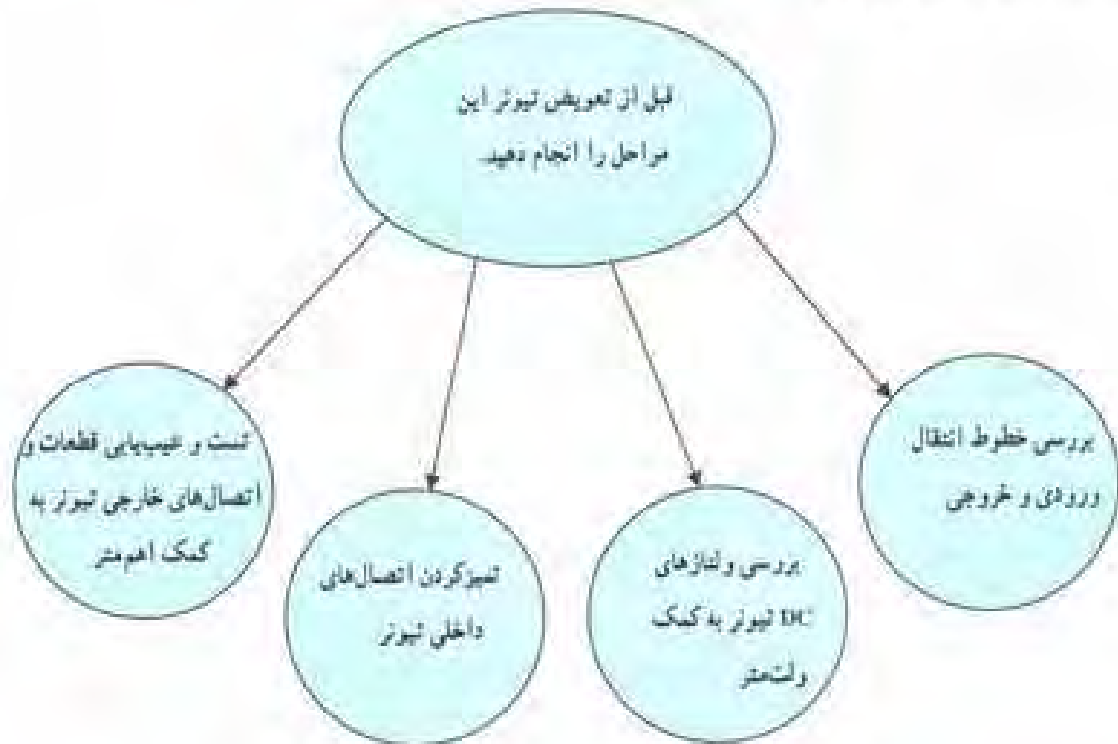 قبل از تعویض تیونر این
مراحل را انجام دهید.
بررسی خطوط انتقال
ورودی و خروجی
بررسی ولتاژهای
DC تیونر به کمک
ولت‌متر
تمیزکردن اتصال‌های
داخلی تیونر
تست و عیب‌یابی قطعات و
اتصال‌های خارجی تیونر به
کمک اهم‌متر